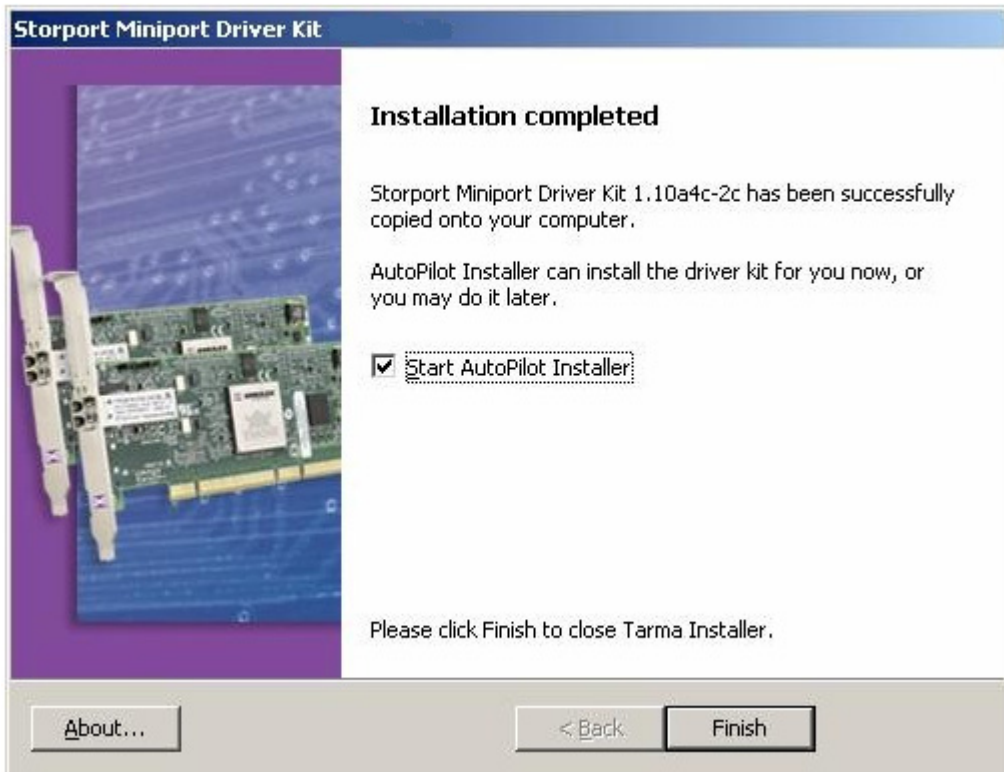 Storport Miniport Driver Kit
Installation completed
Storport Miniport Driver Kit 1.10a4c-2c has been successfully
copied onto your computer.
AutoPilot Installer can install the driver kit for you now, or
you may do it later.
Start AutoPilot Installer
Please click Finish to close Tarma Installer.
About...
< Back
Finish